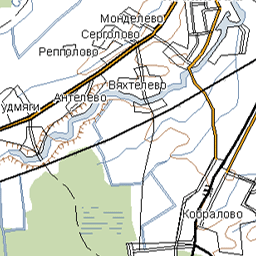 Монделево
Серголово
Репполово
Вяхтелево
Антелево
удмяги
Кобралово